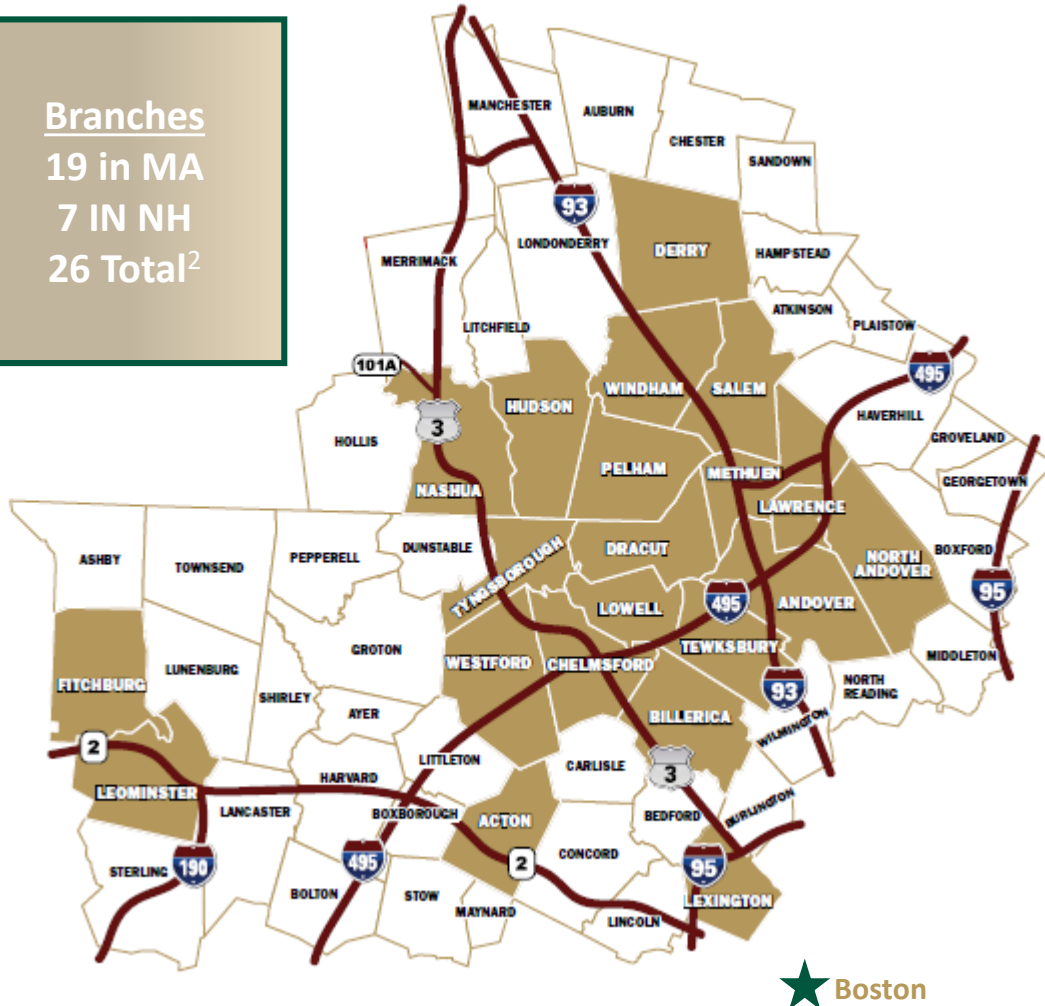 Branches
19 in MA
7 IN NH
26 Total2
MANCHESTER
AUBURN
CHESTER
SANDOWN
93
LONDONDERRY
DERRY
HAMPSTEAD
MERRIMACK
ATKINSON
LITCHFIELD
PLAISTOW
101A
495
WINDHAM
SALEM
HUDSON
HAVERHILL
3
HOLLIS
GROVELAND
PELHAM
METHUEN
GEORGETOWN
NASHUA
LAWRENCE
DUNSTABLE
DRACUT
BOXFORD
ASHBY
TOWNSEND
PEPPERELL
NORTH
ANDOVER
TYNGSBOROUGH
95
LOWELL
495
ANDOVER
GROTON
TEWKSBURY
MIDDLETON
LUNENBURG
WESTFORD
CHELMSFORD
FITCHBURG
NORTH
READING
93
SHIRLEY
AYER
BILLERICA
WILMINGTON
2
LITTLETON
CARLISLE
3
HARVARD
LEOMINSTER
LANCASTER
BOXBOROUGH
ACTON
BEDFORD
BURLINGTON
CONCORD
2
STERLING
190
495
95
BOLTON
STOW
LEXINGTON
MAYNARD
LINCOLN
Boston